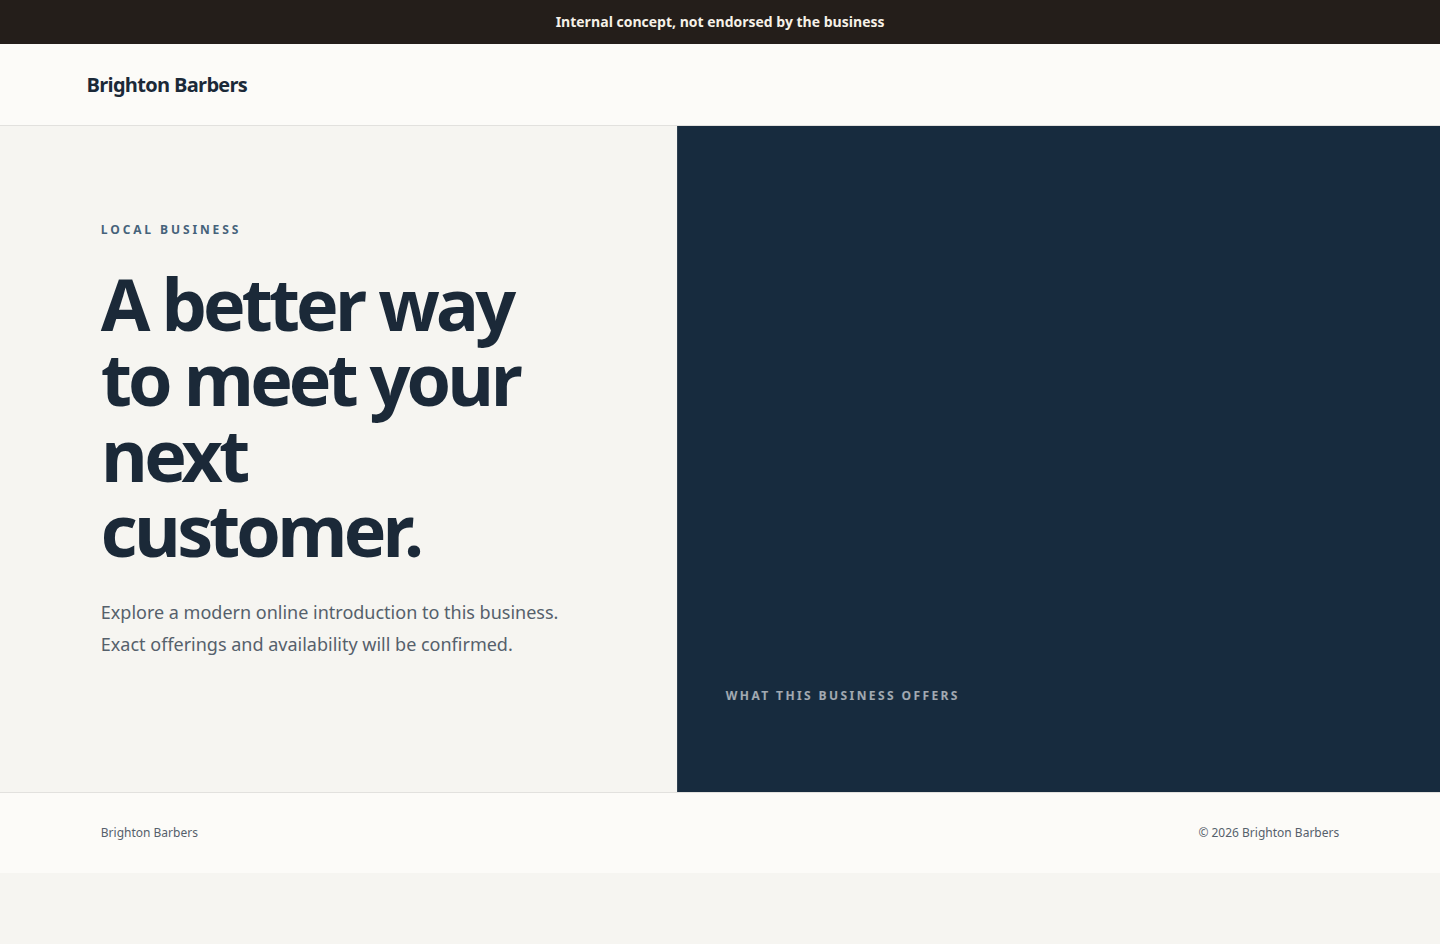 Internal concept, not endorsed by the business
Brighton Barbers
LOCAL BUSINESS
A better way
to meet your
next
customer.
Explore a modern online introduction to this business.
Exact offerings and availability will be confirmed.
WHAT THIS BUSINESS OFFERS
Brighton Barbers
© 2026 Brighton Barbers